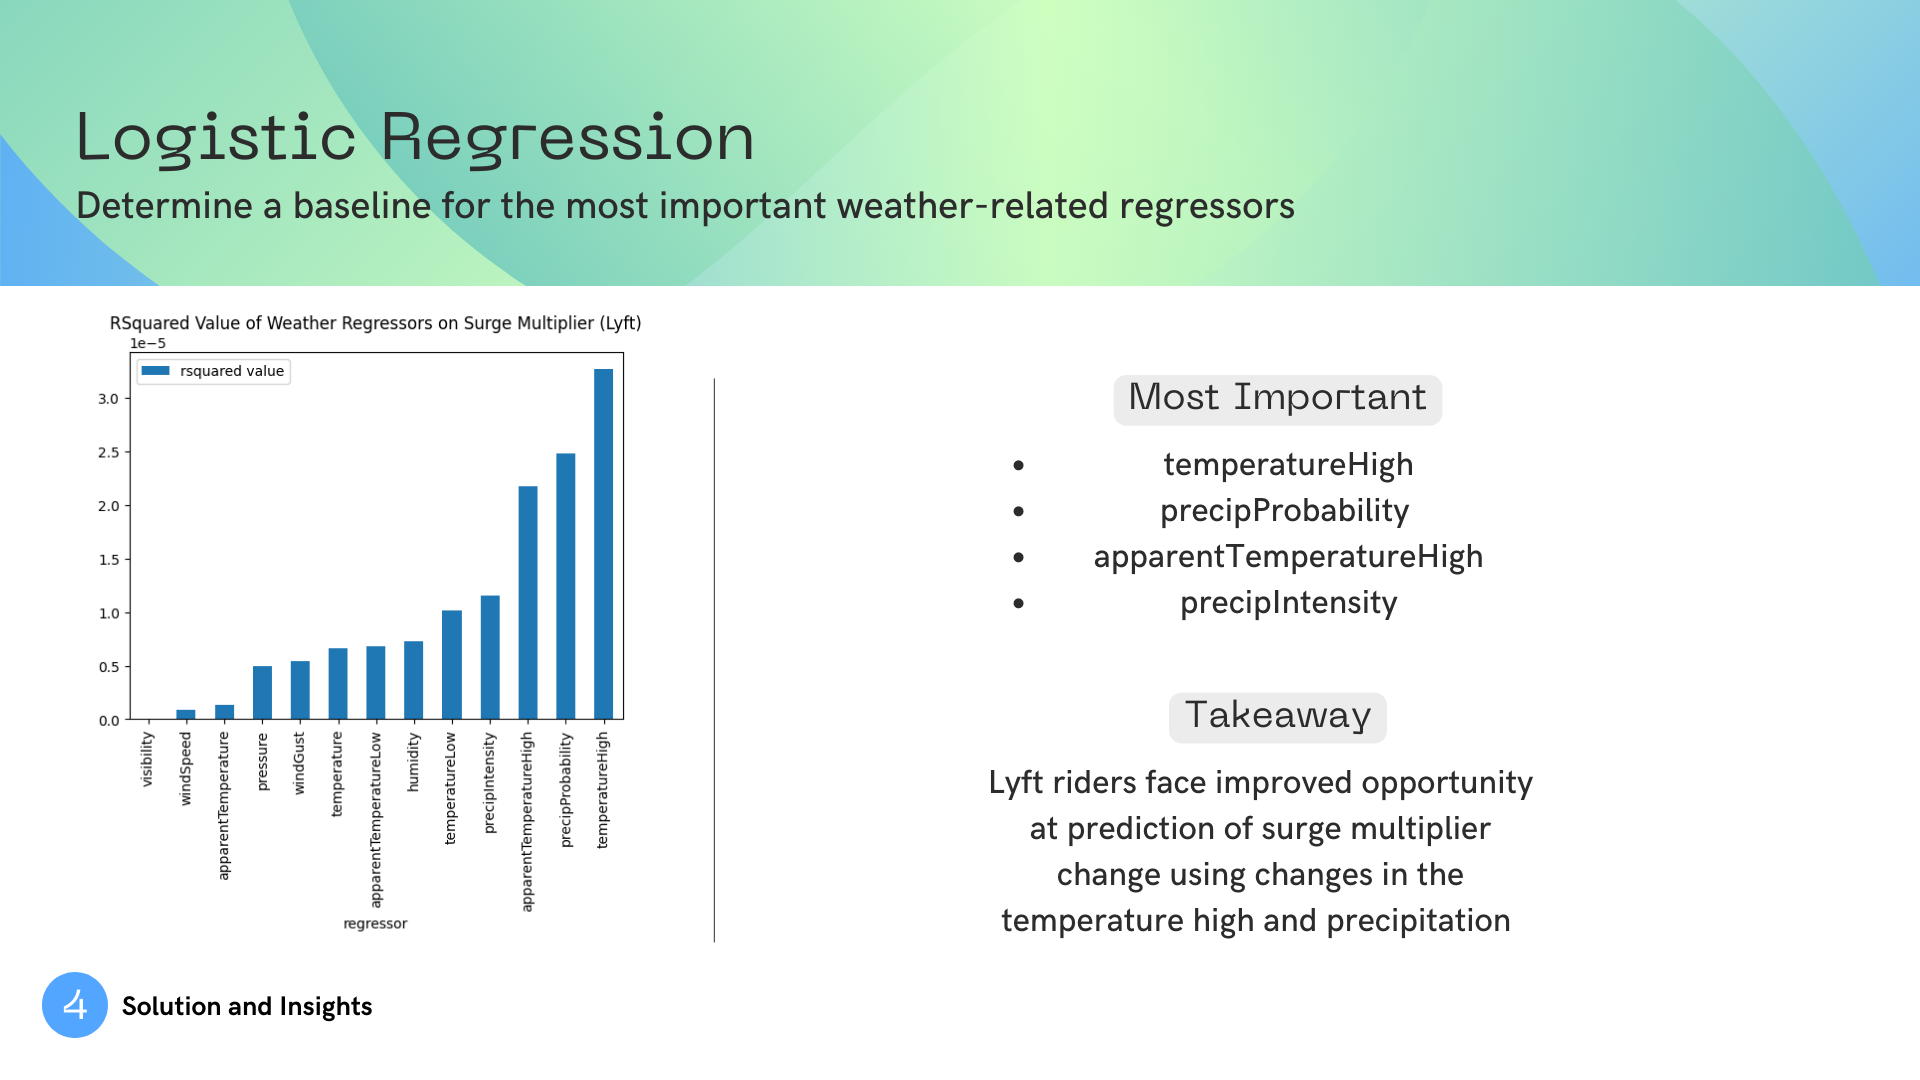 Logistic Regression
Determine a baseline for the most important weather-related regressors
RSquared Value of Weather Regressors on Surge Multiplier (Lyft)
1e−5
rsquared value
3.0
2.5
2.0
1.5
1.0
0.5
0.0
visibility
windSpeed
apparentTemperature
pressure
windGust
temperature
apparentTemperatureLow
humidity
temperatureLow
precipIntensity
apparentTemperatureHigh
precipProbability
temperatureHigh
regressor
Most Important
• temperatureHigh
• precipProbability
• apparentTemperatureHigh
• precipIntensity
Takeaway
Lyft riders face improved opportunity
at prediction of surge multiplier
change using changes in the
temperature high and precipitation
4 Solution and Insights